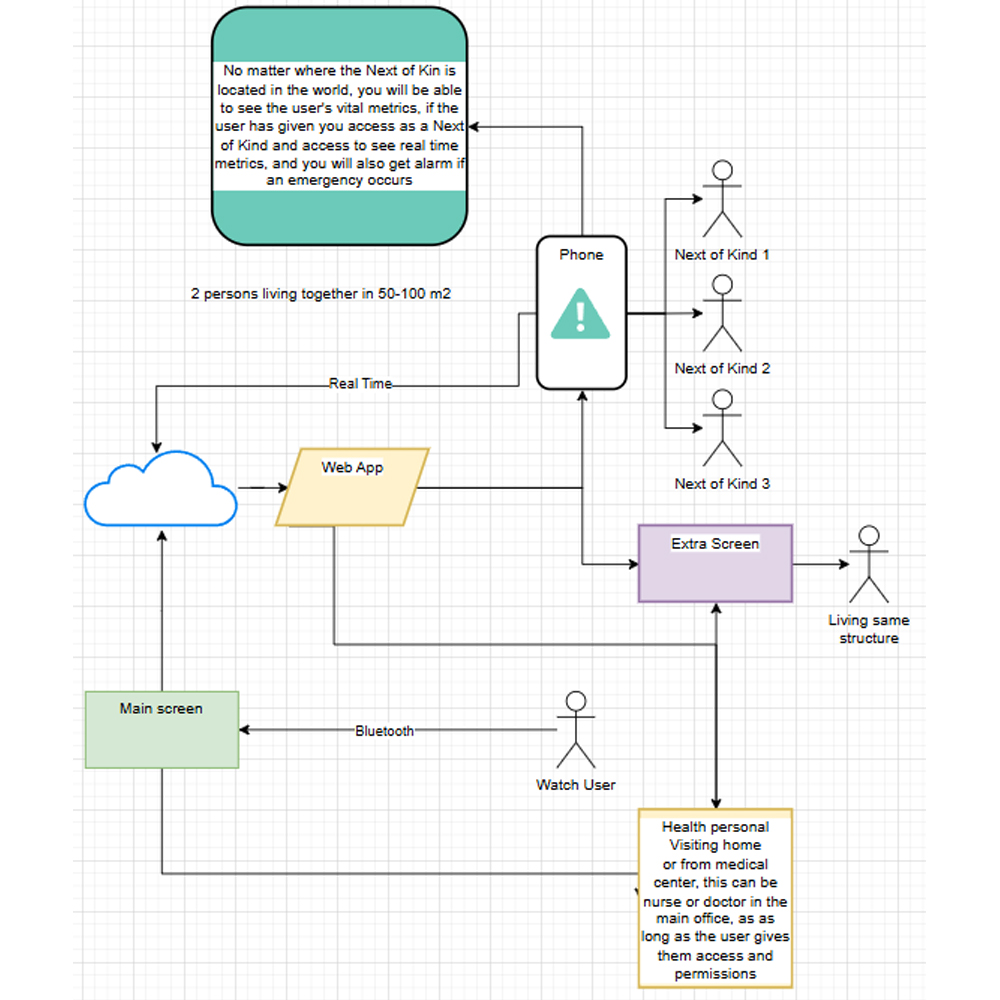 No matter where the Next of Kin is
located in the world, you will be able
to see the user's vital metrics, if the
user has given you access as a Next
of Kind and access to see real time
metrics, and you will also get alarm if
an emergency occurs
Phone
Next of Kind 1
2 persons living together in 50-100 m2
Next of Kind 2
Real Time
Web App
Next of Kind 3
Extra Screen
Living same
structure
Main screen
Bluetooth
Watch User
Health personal
Visiting home
or from medical
center, this can be
nurse or doctor in the
main office, as as
long as the user gives
them access and
permissions